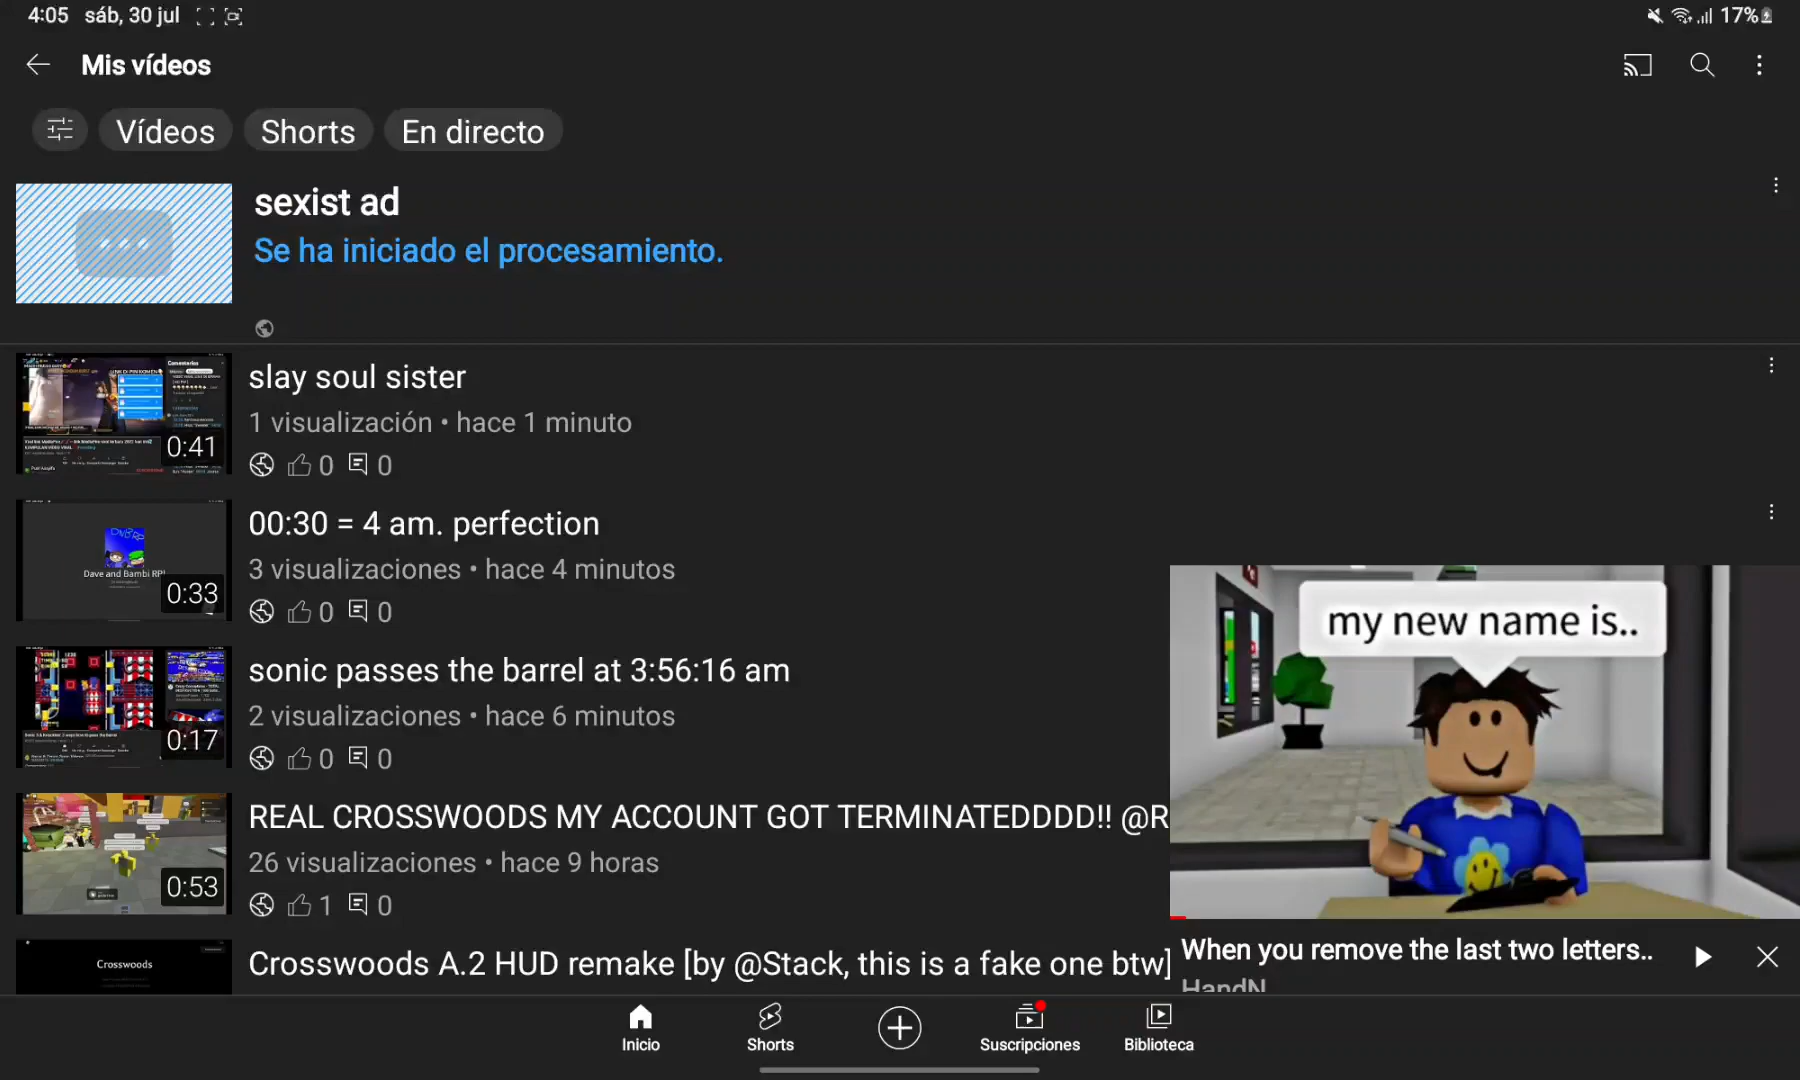 4:05 sáb, 30 jul
17%
Mis vídeos
Vídeos Shorts En directo
sexist ad
Se ha iniciado el procesamiento.
slay soul sister
1 visualización • hace 1 minuto
0 0
0:41
Comentarios
00:30 = 4 am. perfection
3 visualizaciones • hace 4 minutos
0 0
Dave and Bambi RP!
0:33
sonic passes the barrel at 3:56:16 am
2 visualizaciones • hace 6 minutos
0 0
0:17
REAL CROSSWOODS MY ACCOUNT GOT TERMINATEDDDD!! @R
26 visualizaciones • hace 9 horas
1 0
0:53
Crosswoods
Crosswoods A.2 HUD remake [by @Stack, this is a fake one btw]
my new name is..
When you remove the last two letters..
HandN
Inicio Shorts Suscripciones Biblioteca